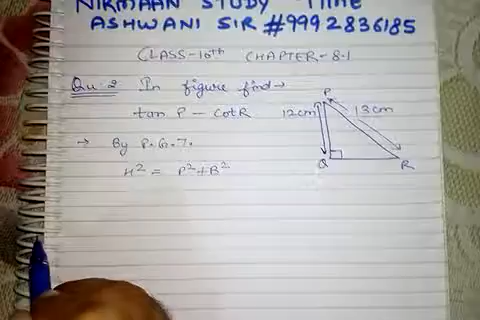 NIRMAAN STUDY TIME
ASHWANI SIR #9992836185
CLASS-10th CHAPTER-8.1
Qu:2 In figure find→
tan P - cot R
P
12cm
13cm
Q
R
→ By P.G.T.
H² = P²+B²